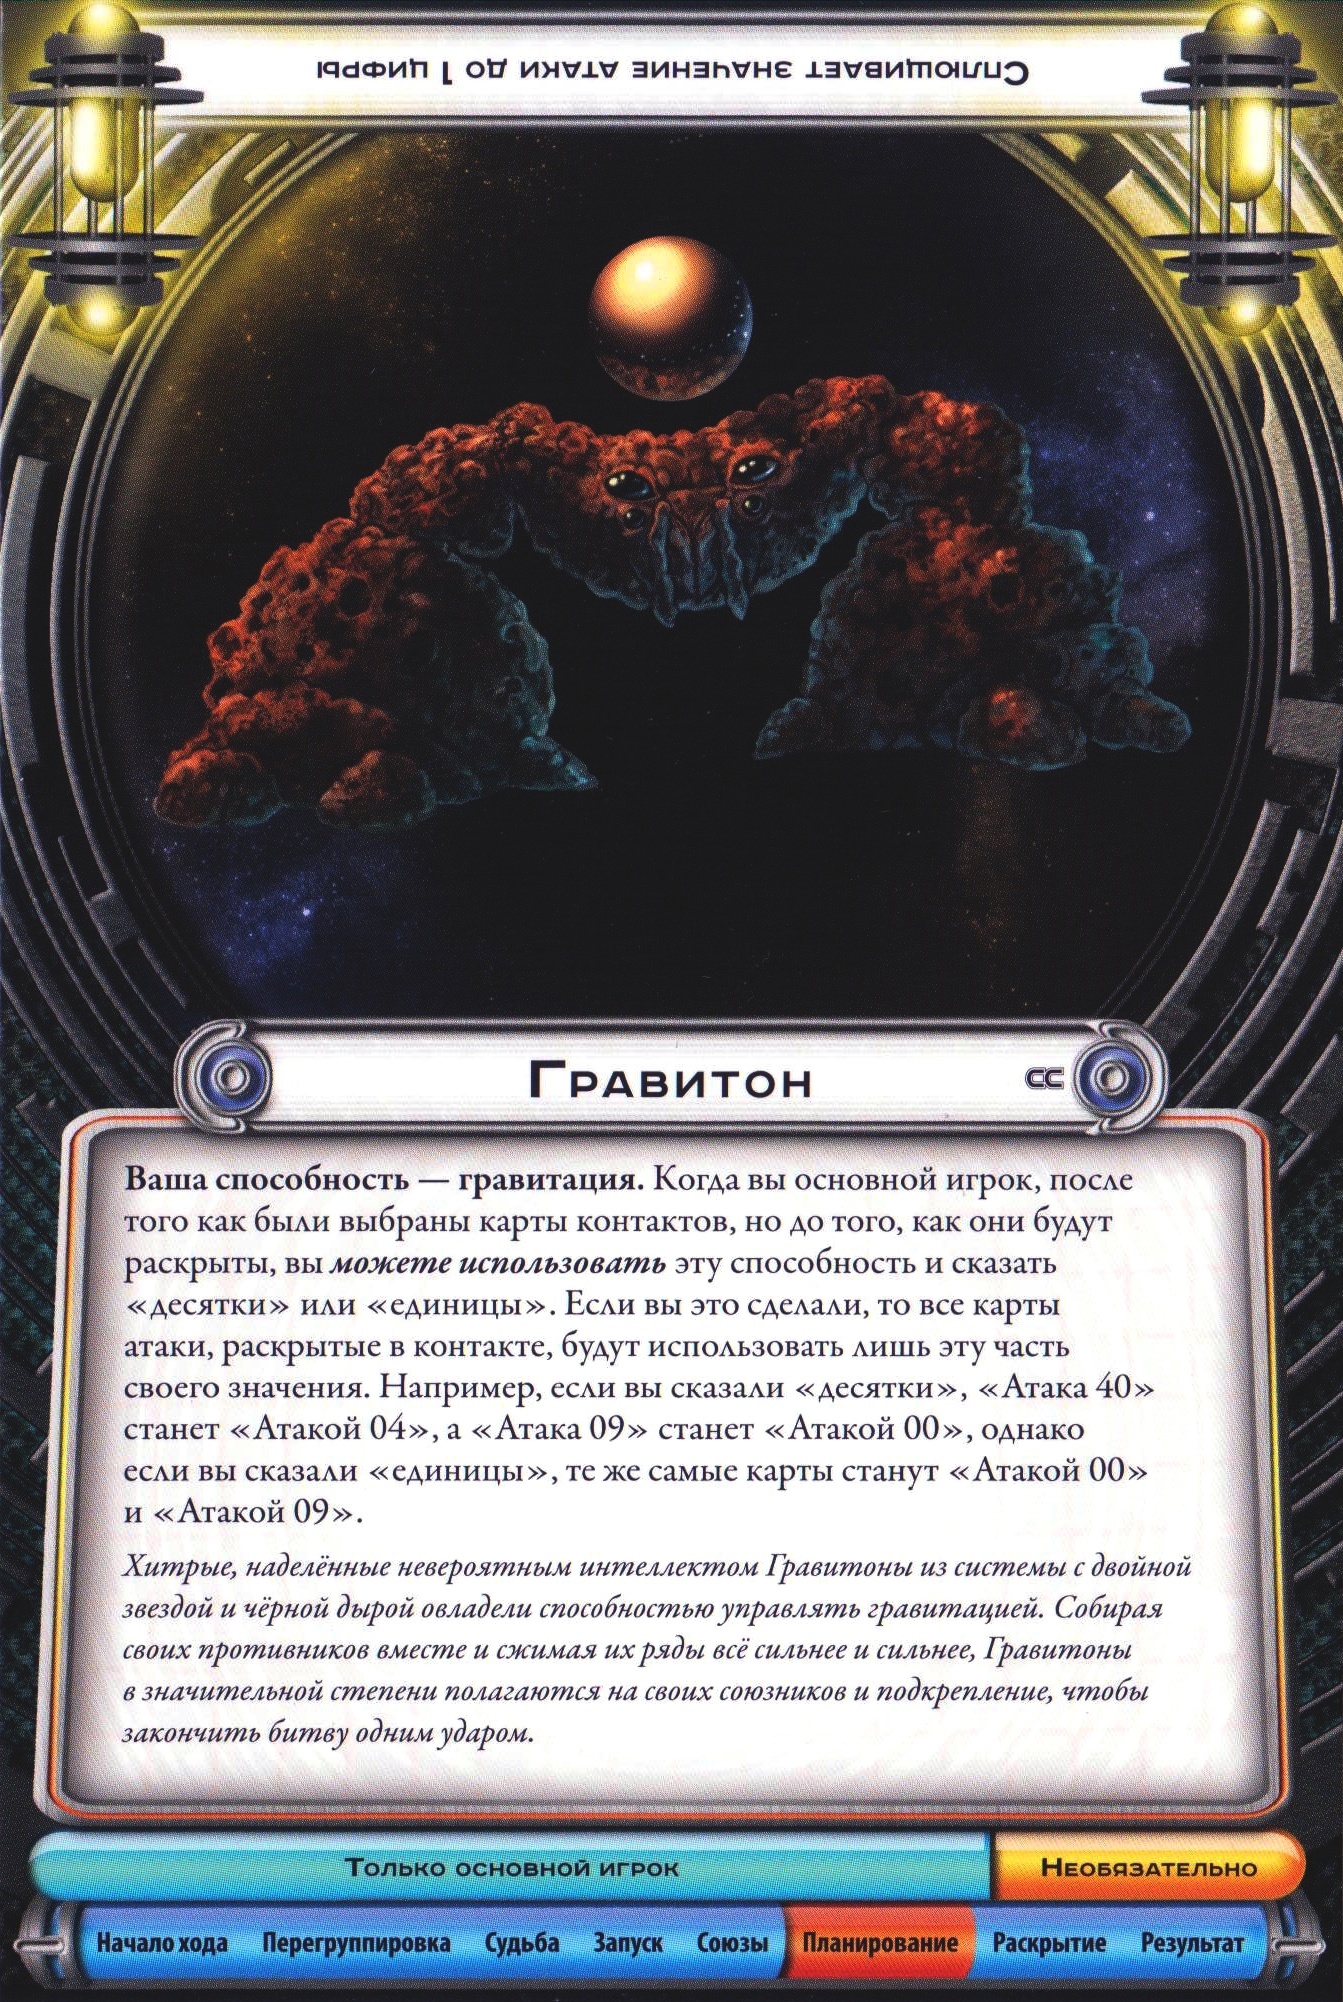 Сплющивает значение атаки до 1 цифры
Гравитон
CC
Ваша способность — гравитация. Когда вы основной игрок, после
того как были выбраны карты контактов, но до того, как они будут
раскрыты, вы можете использовать эту способность и сказать
«десятки» или «единицы». Если вы это сделали, то все карты
атаки, раскрытые в контакте, будут использовать лишь эту часть
своего значения. Например, если вы сказали «десятки», «Атака 40»
станет «Атакой 04», а «Атака 09» станет «Атакой 00», однако
если вы сказали «единицы», те же самые карты станут «Атакой 00»
и «Атакой 09».
Хитрые, наделённые невероятным интеллектом Гравитоны из системы с двойной
звездой и чёрной дырой овладели способностью управлять гравитацией. Собирая
своих противников вместе и сжимая их ряды всё сильнее и сильнее, Гравитоны
в значительной степени полагаются на своих союзников и подкрепление, чтобы
закончить битву одним ударом.
Только основной игрок Необязательно
Начало хода Перегруппировка Судьба Запуск Союзы Планирование Раскрытие Результат